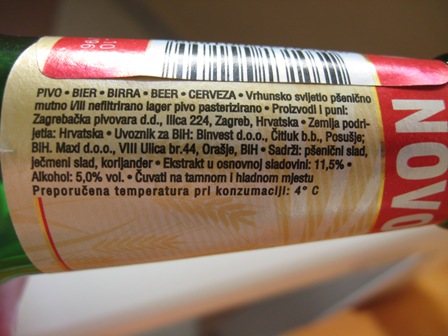 PIVO • BIER • BIRRA • BEER • CERVEZA • Vrhunsko svijetlo pšenično
mutno I/III nefiltrirano lager pivo pasterizirano • Proizvodi i puni:
Zagrebačka pivovara d.d., Ilica 224, Zagreb, Hrvatska • Zemlja podri-
jetla: Hrvatska • Uvoznik za BIH: Binvest d.o.o., Čitluk b.b., Posušje;
BIH. Maxi d.o.o., VIII Ulica br.44, Orašje, BIH • Sadrži: pšenični slad,
ječmeni slad, korijander • Ekstrakt u osnovnoj sladovini: 11,5% •
Alkohol: 5,0% vol. • Čuvati na tamnom i hladnom mjestu
Preporučena temperatura pri konzumaciji: 4° C
NOVO